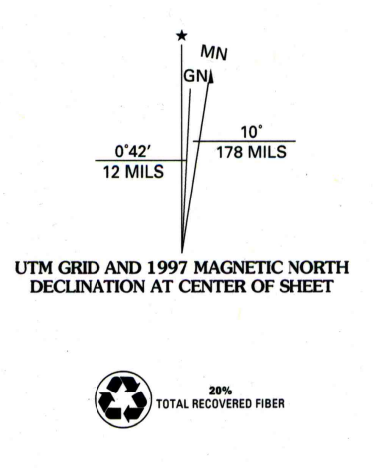 ★
MN
GN
0°42′
12 MILS
10°
178 MILS
UTM GRID AND 1997 MAGNETIC NORTH
DECLINATION AT CENTER OF SHEET
20%
TOTAL RECOVERED FIBER